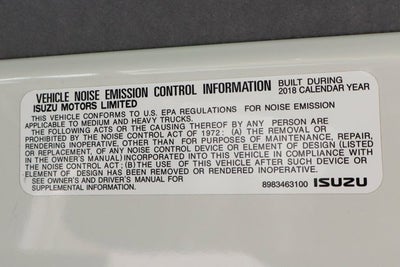 VEHICLE NOISE EMISSION CONTROL INFORMATION BUILT DURING
ISUZU MOTORS LIMITED 2018 CALENDAR YEAR
THIS VEHICLE CONFORMS TO U.S. EPA REGULATIONS FOR NOISE EMISSION
APPLICABLE TO MEDIUM AND HEAVY TRUCKS.
THE FOLLOWING ACTS OR THE CAUSING THEREOF BY ANY PERSON ARE
PROHIBITED BY THE NOISE CONTROL ACT OF 1972: (A) THE REMOVAL OR
RENDERING INOPERATIVE, OTHER THAN FOR PURPOSES OF MAINTENANCE, REPAIR,
OR REPLACEMENT, OF ANY NOISE CONTROL DEVICE OR ELEMENT OF DESIGN (LISTED
IN THE OWNER'S MANUAL) INCORPORATED INTO THIS VEHICLE IN COMPLIANCE WITH
THE NOISE CONTROL ACT: (B) THE USE OF THIS VEHICLE AFTER SUCH DEVICE OR
ELEMENT OF DESIGN HAS BEEN REMOVED OR RENDERED INOPERATIVE.
SEE OWNER'S AND DRIVER'S MANUAL FOR
SUPPLEMENTAL INFORMATION. 8983463100 ISUZU